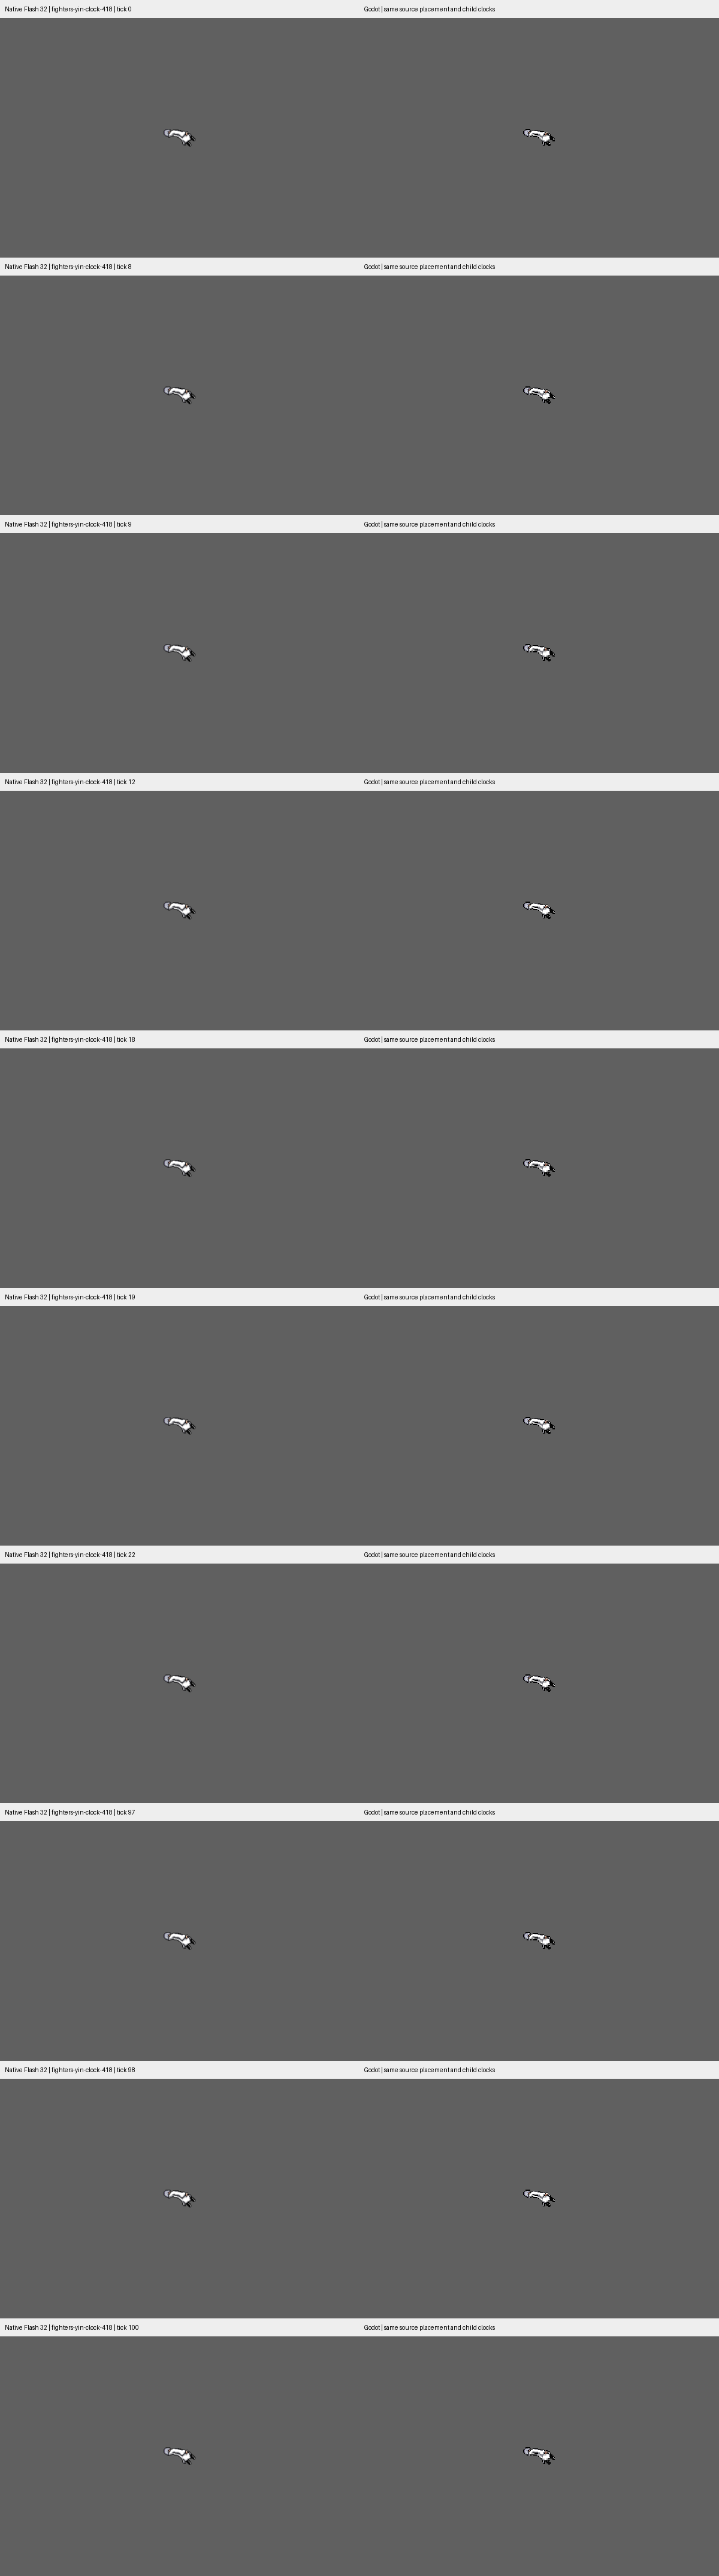 Native Flash 32 | fighters-yin-clock-418 | tick 0
Godot | same source placement and child clocks
Native Flash 32 | fighters-yin-clock-418 | tick 8
Godot | same source placement and child clocks
Native Flash 32 | fighters-yin-clock-418 | tick 9
Godot | same source placement and child clocks
Native Flash 32 | fighters-yin-clock-418 | tick 12
Godot | same source placement and child clocks
Native Flash 32 | fighters-yin-clock-418 | tick 18
Godot | same source placement and child clocks
Native Flash 32 | fighters-yin-clock-418 | tick 19
Godot | same source placement and child clocks
Native Flash 32 | fighters-yin-clock-418 | tick 22
Godot | same source placement and child clocks
Native Flash 32 | fighters-yin-clock-418 | tick 97
Godot | same source placement and child clocks
Native Flash 32 | fighters-yin-clock-418 | tick 98
Godot | same source placement and child clocks
Native Flash 32 | fighters-yin-clock-418 | tick 100
Godot | same source placement and child clocks